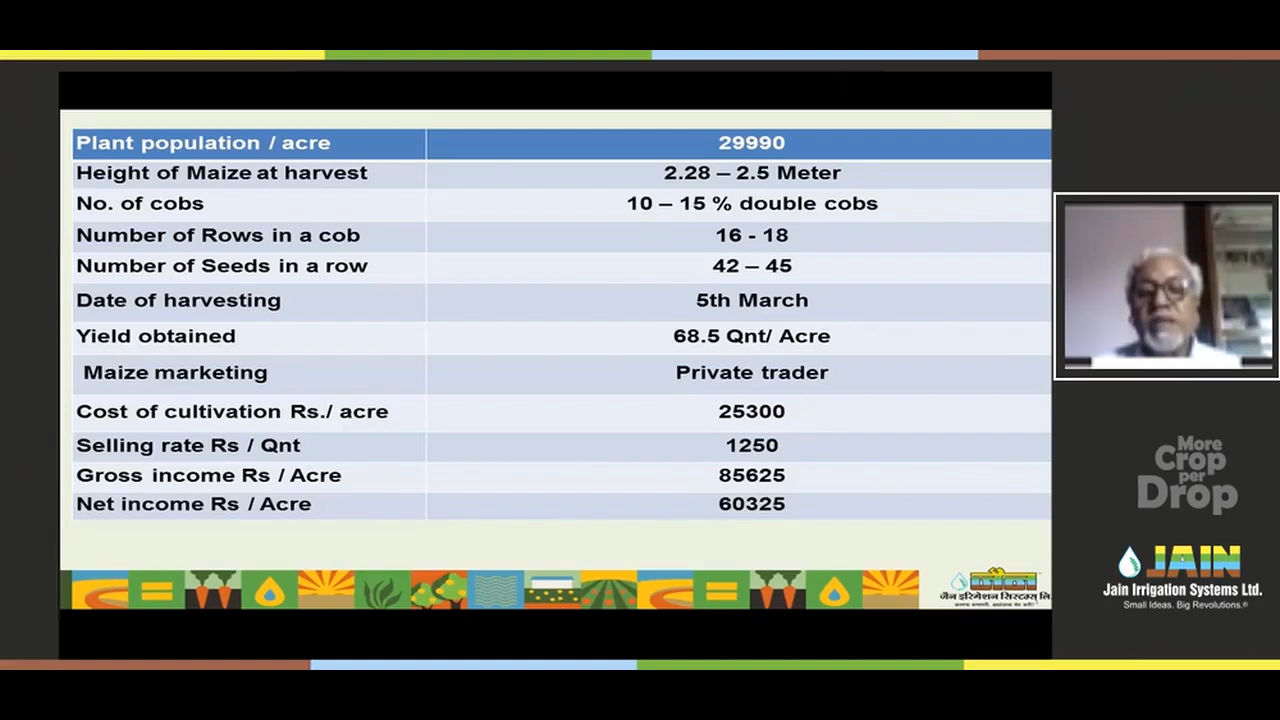 Plant population / acre 29990
Height of Maize at harvest 2.28 – 2.5 Meter
No. of cobs 10 – 15 % double cobs
Number of Rows in a cob 16 - 18
Number of Seeds in a row 42 – 45
Date of harvesting 5th March
Yield obtained 68.5 Qnt/ Acre
Maize marketing Private trader
Cost of cultivation Rs./ acre 25300
Selling rate Rs / Qnt 1250
Gross income Rs / Acre 85625
Net income Rs / Acre 60325
जैन इरिगेशन सिस्टम्स् लि.
More
Crop
per
Drop
JAIN
Jain Irrigation Systems Ltd.
Small Ideas. Big Revolutions.®